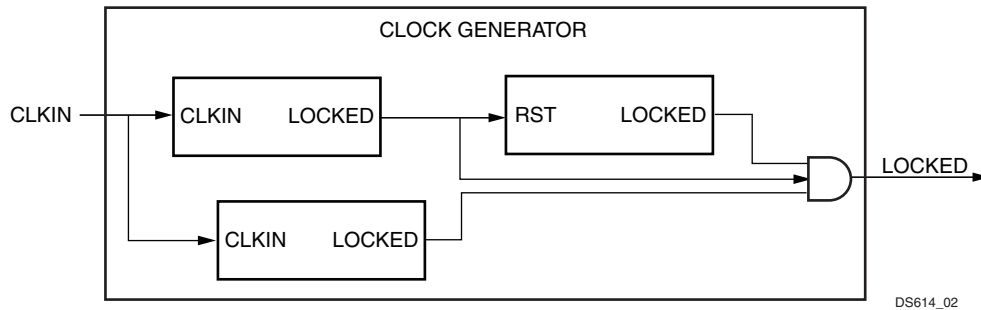 CLOCK GENERATOR
CLKIN
CLKIN LOCKED
RST LOCKED
LOCKED
CLKIN LOCKED
DS614_02